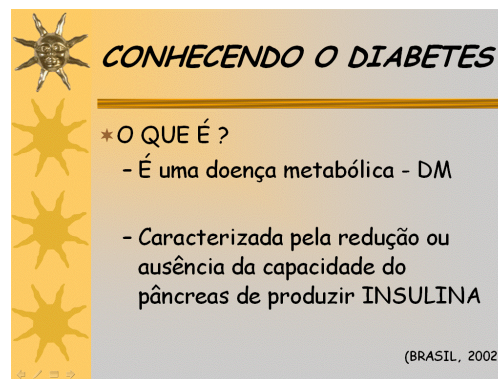 CONHECENDO O DIABETES
O QUE É ?
– É uma doença metabólica - DM
– Caracterizada pela redução ou
ausência da capacidade do
pâncreas de produzir INSULINA
(BRASIL, 2002